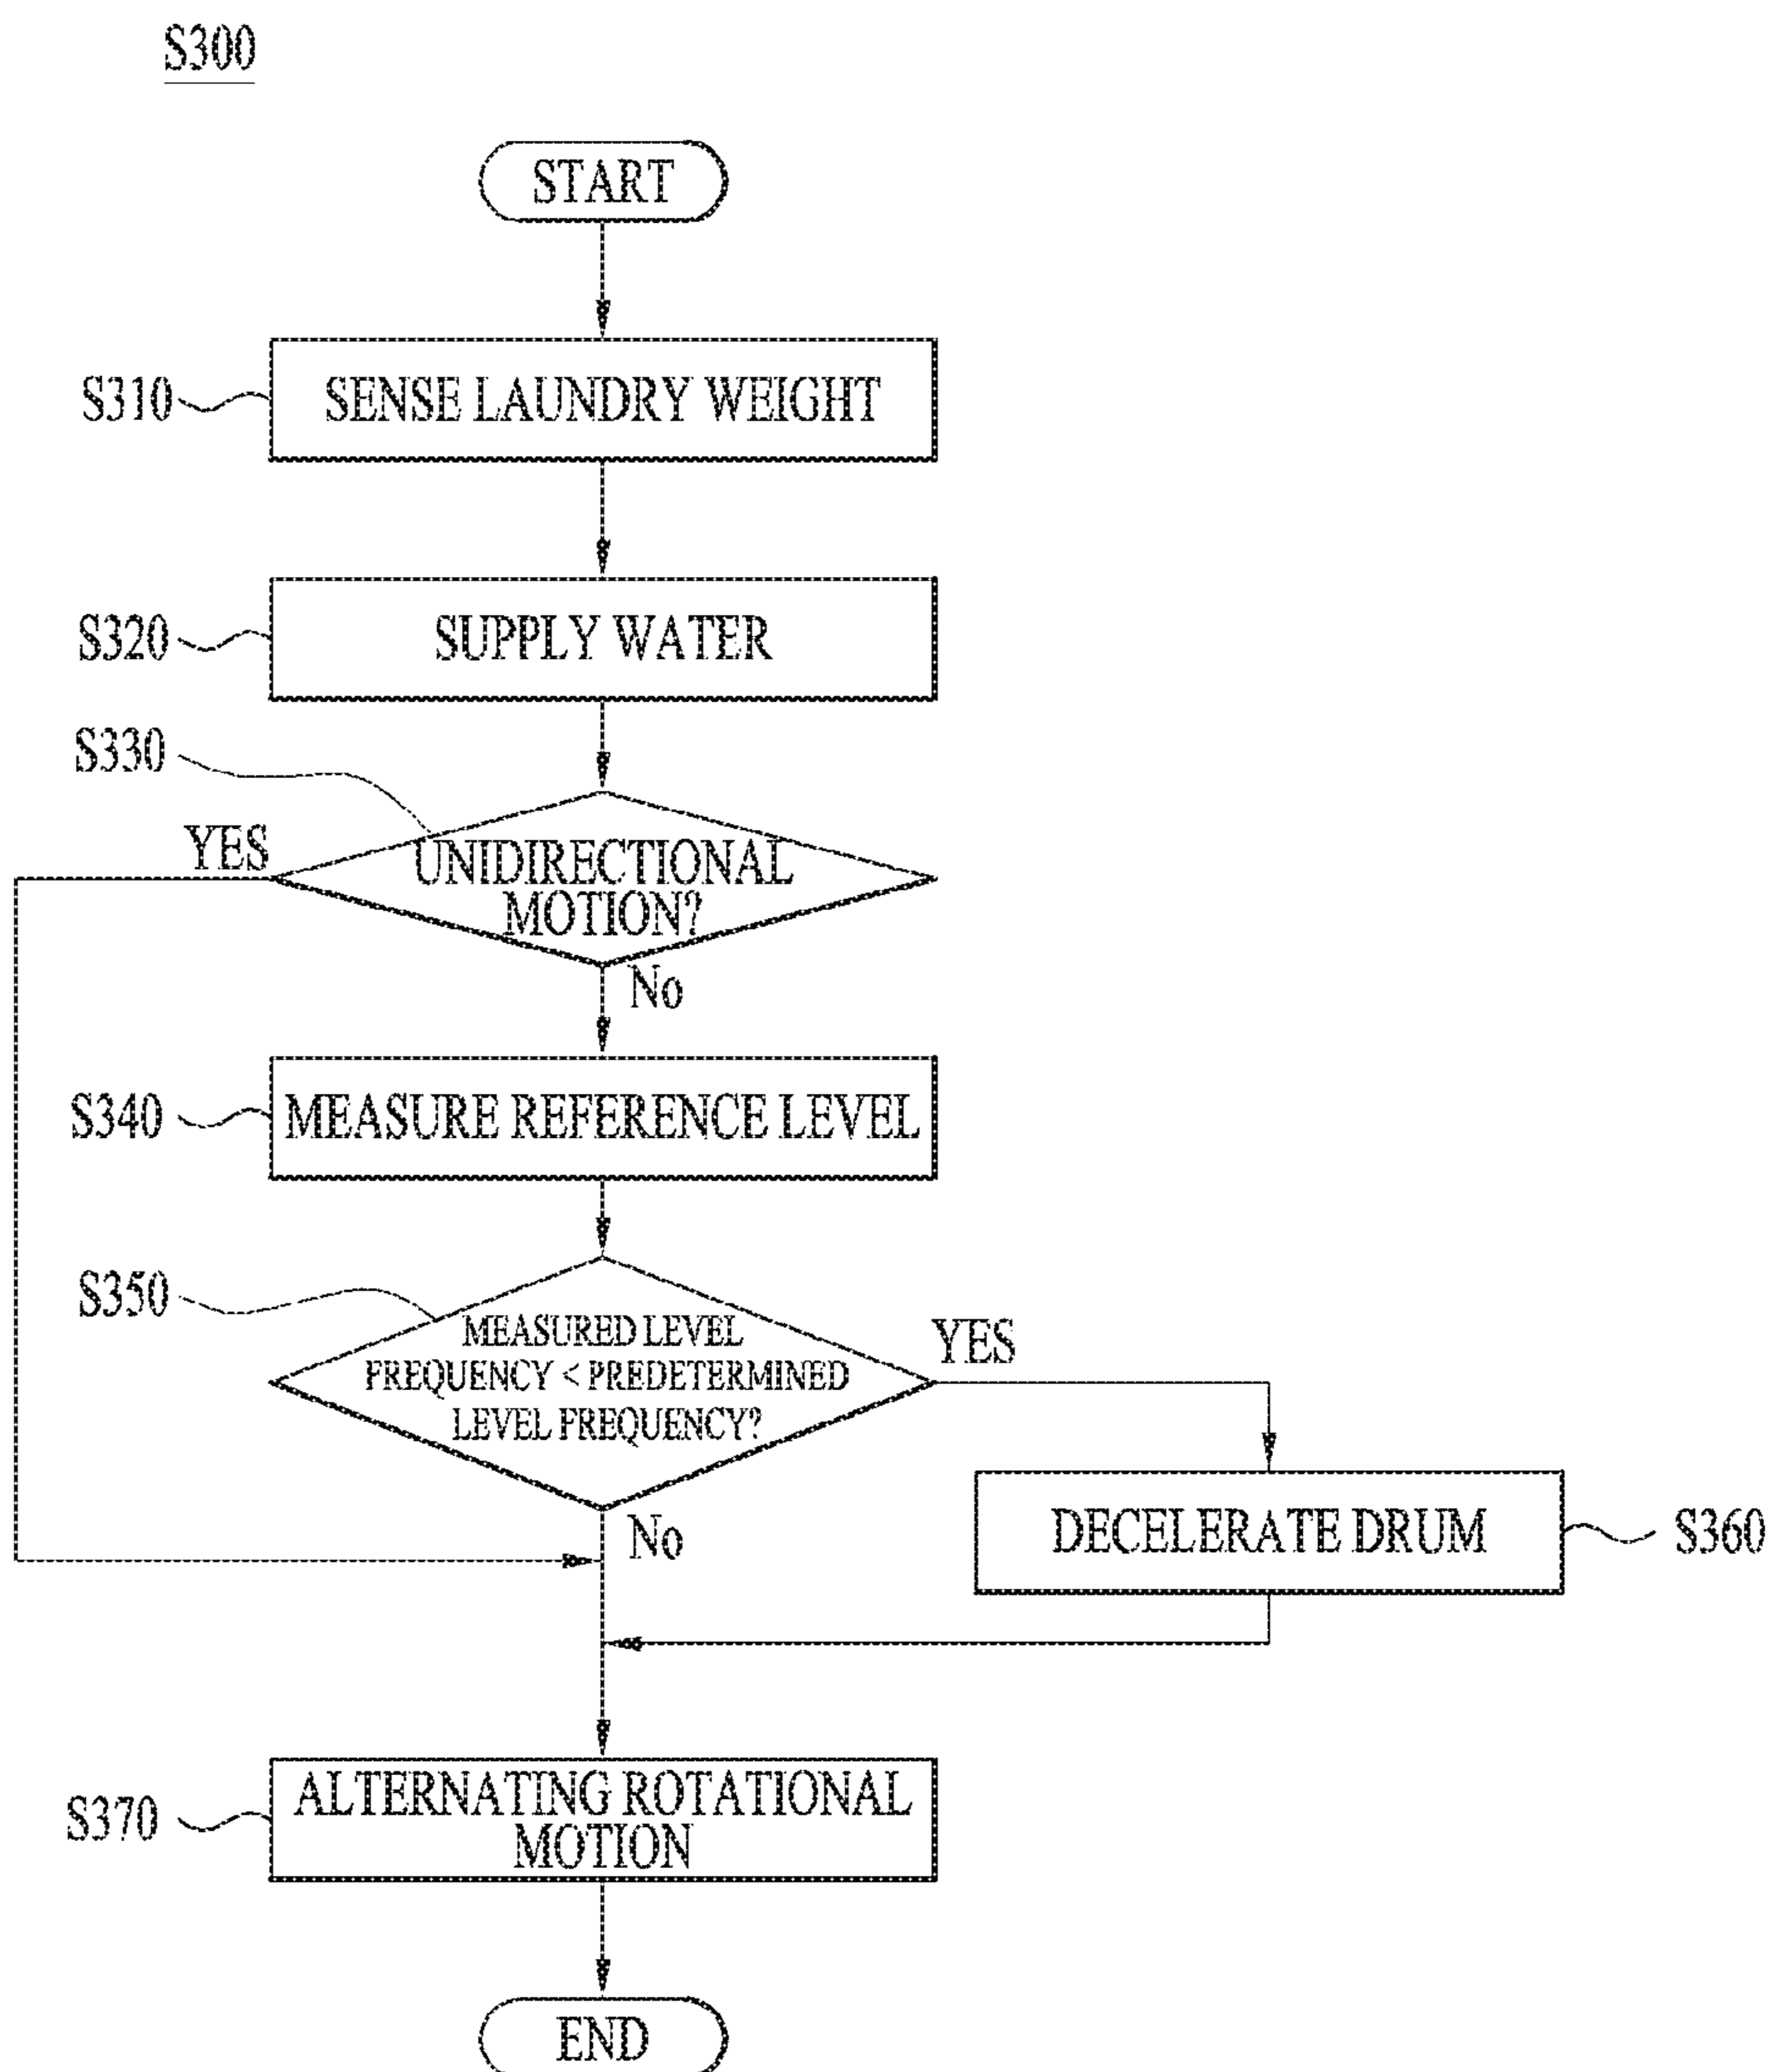 S300
START
S310
SENSE LAUNDRY WEIGHT
S320
SUPPLY WATER
S330
YES
UNIDIRECTIONAL
MOTION?
No
S340
MEASURE REFERENCE LEVEL
S350
MEASURED LEVEL
FREQUENCY < PREDETERMINED
LEVEL FREQUENCY?
YES
No
DECELERATE DRUM
S360
S370
ALTERNATING ROTATIONAL
MOTION
END